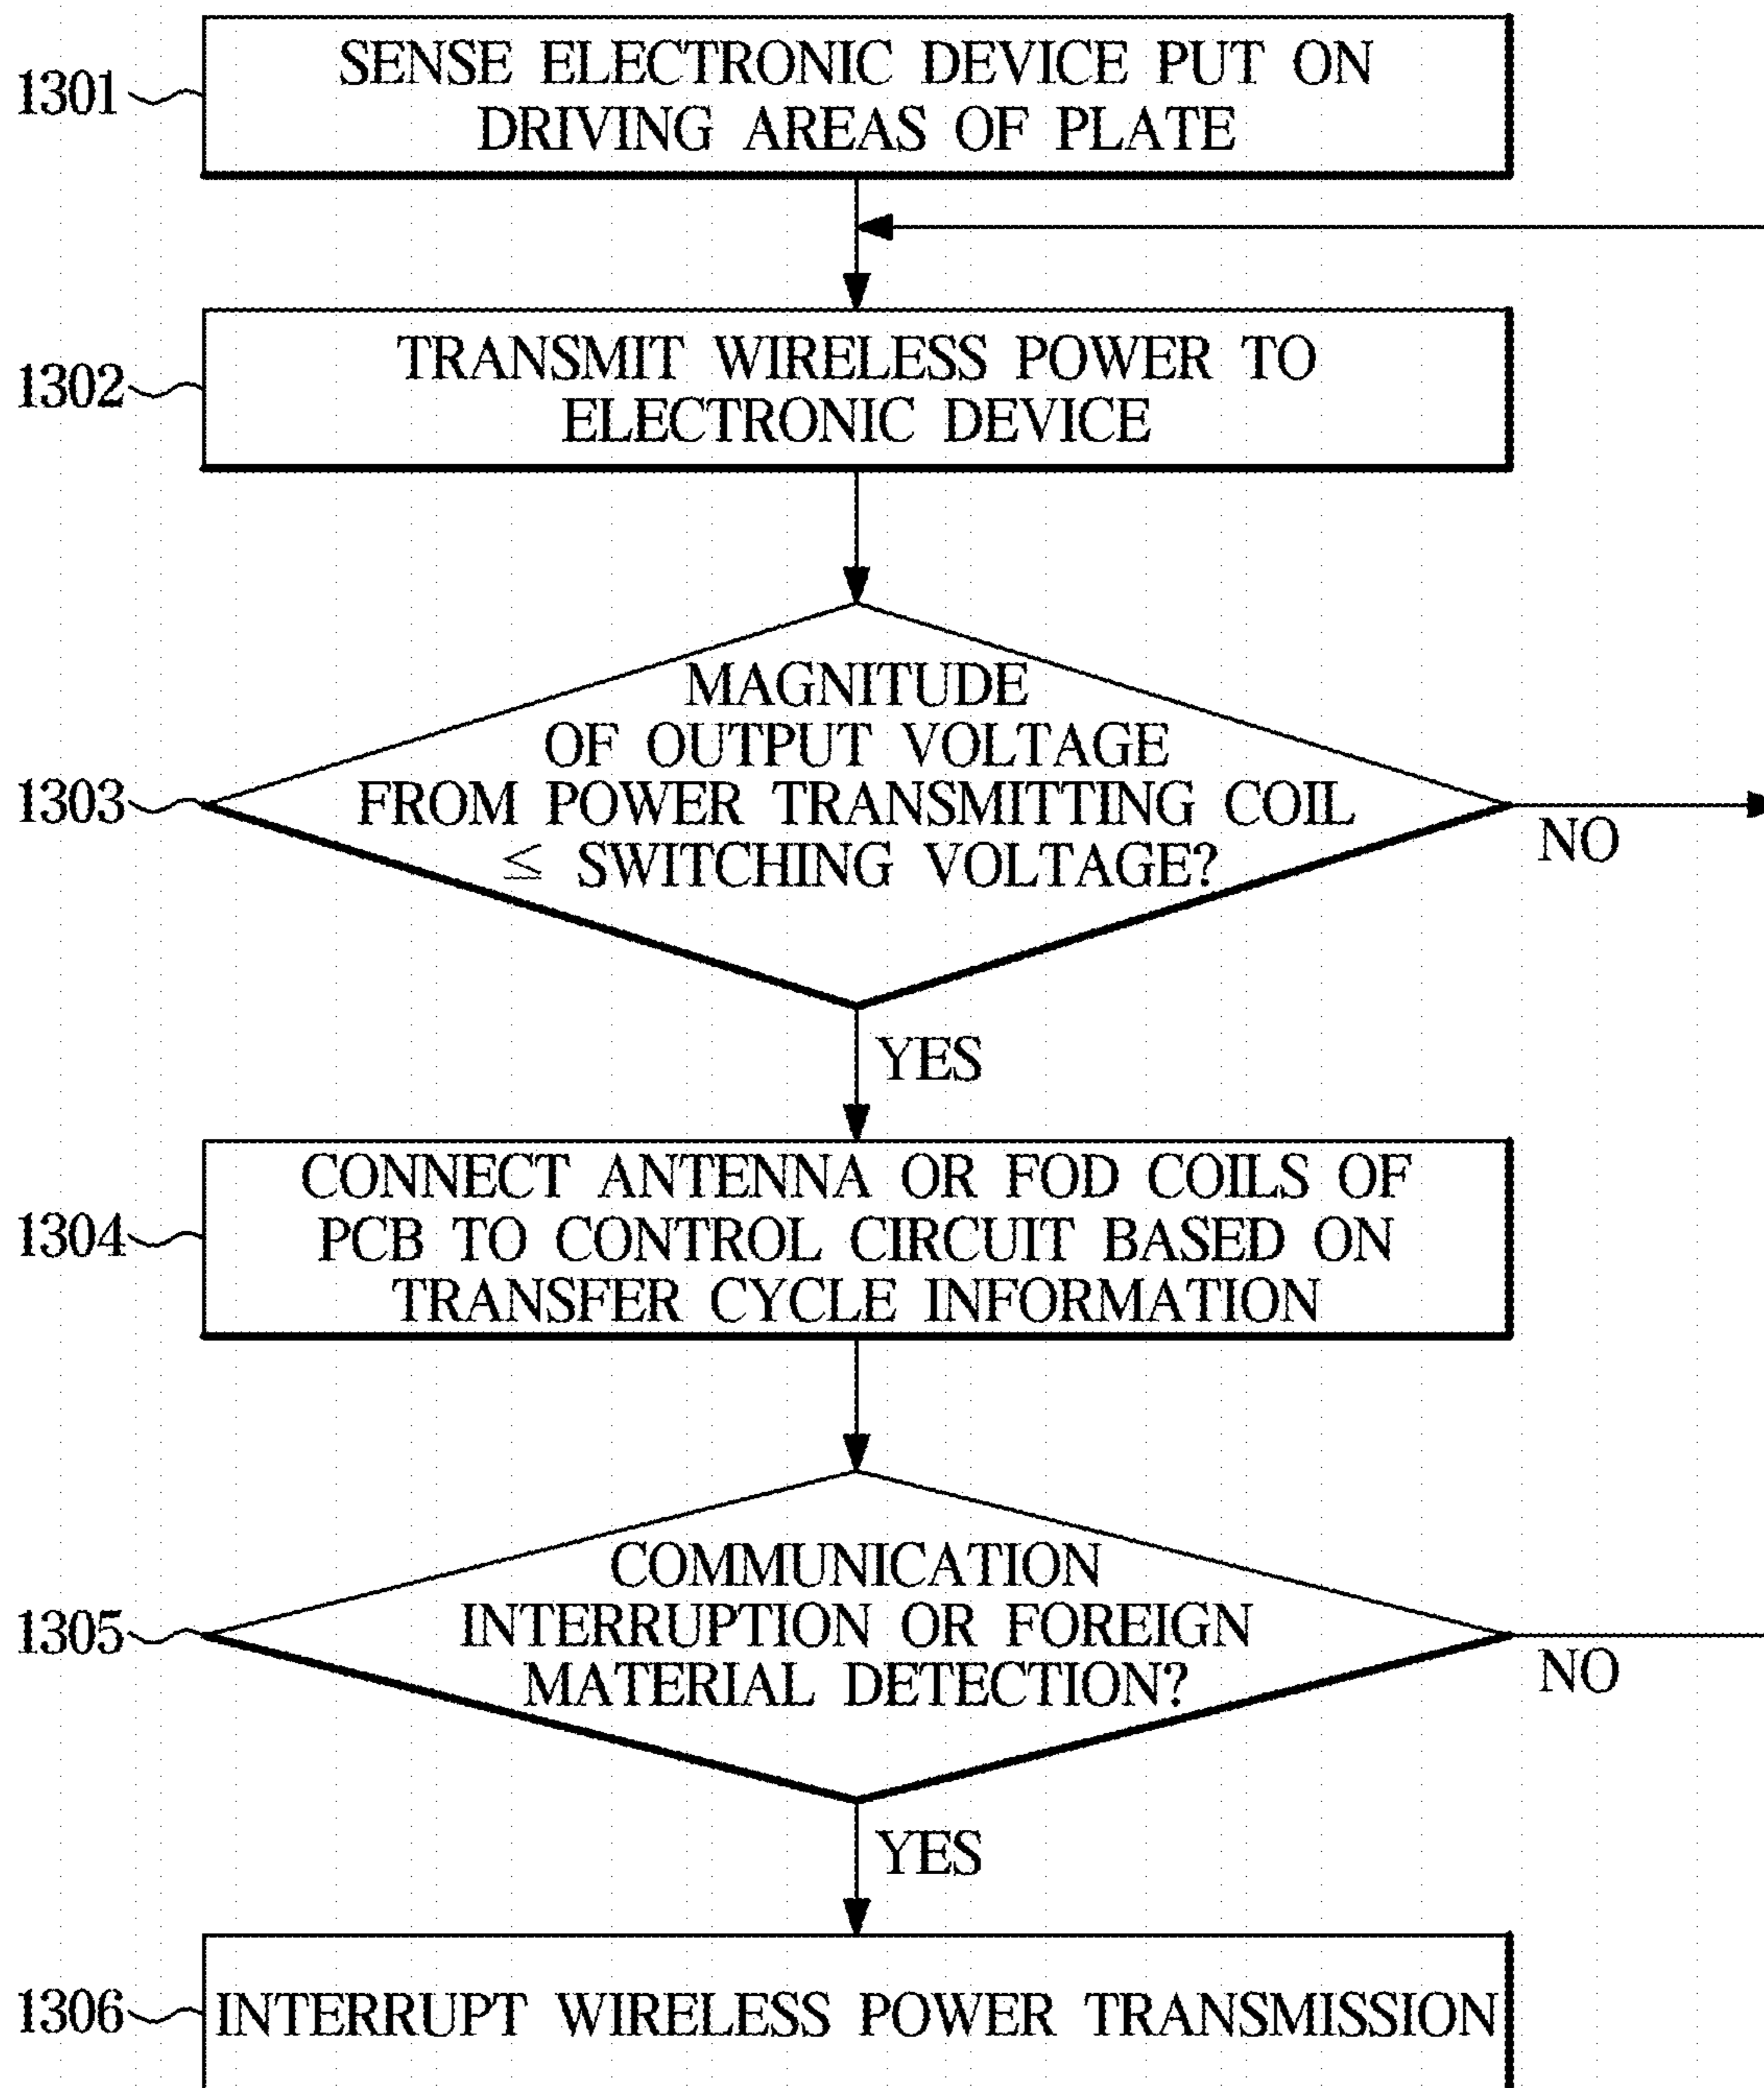 SENSE ELECTRONIC DEVICE PUT ON
1301
DRIVING AREAS OF PLATE
TRANSMIT WIRELESS POWER TO
1302
ELECTRONIC DEVICE
MAGNITUDE
OF OUTPUT VOLTAGE
1303
FROM POWER TRANSMITTING COIL
≤ SWITCHING VOLTAGE?
NO
YES
CONNECT ANTENNA OR FOD COILS OF
1304
PCB TO CONTROL CIRCUIT BASED ON
TRANSFER CYCLE INFORMATION
COMMUNICATION
1305
INTERRUPTION OR FOREIGN
MATERIAL DETECTION?
NO
YES
1306
INTERRUPT WIRELESS POWER TRANSMISSION